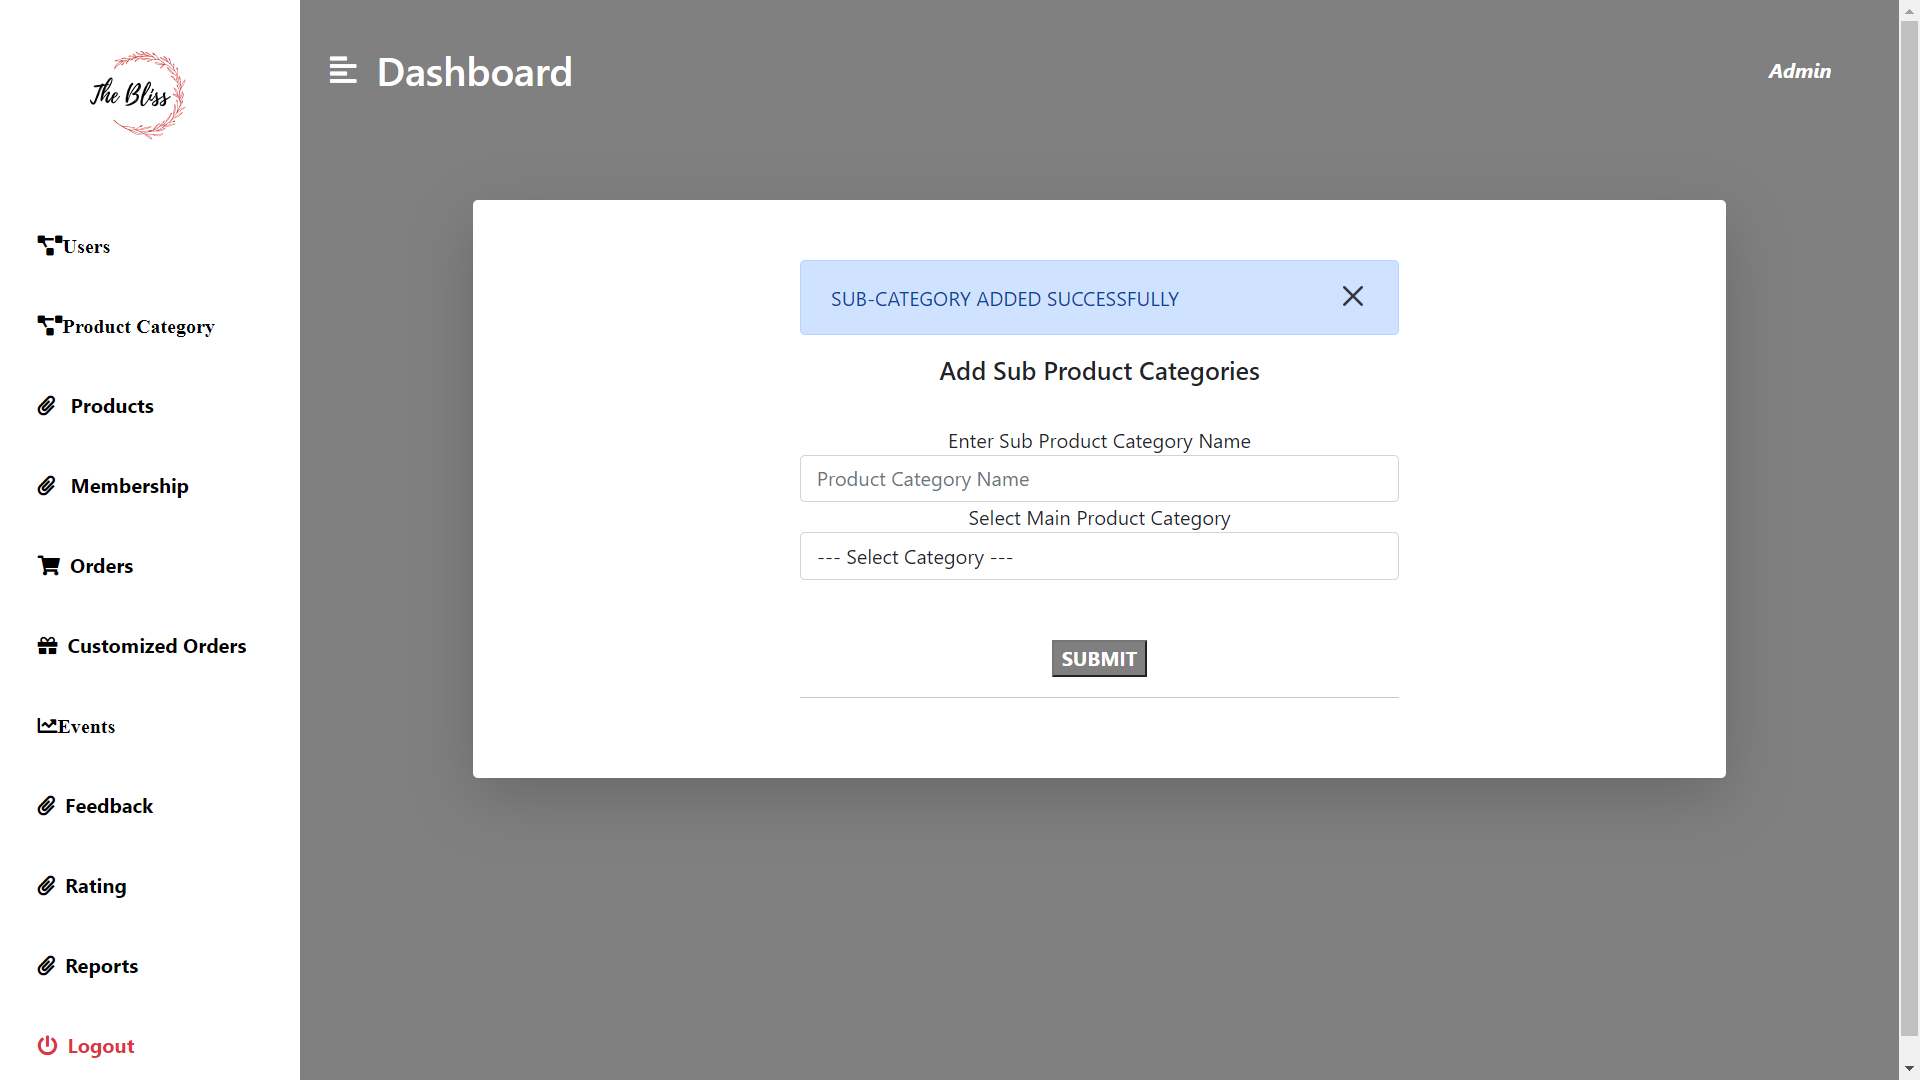 The Bliss
Users
Product Category
Products
Membership
Orders
Customized Orders
Events
Feedback
Rating
Reports
Logout
Dashboard
Admin
SUB-CATEGORY ADDED SUCCESSFULLY
Add Sub Product Categories
Enter Sub Product Category Name
Product Category Name
Select Main Product Category
--- Select Category ---
SUBMIT